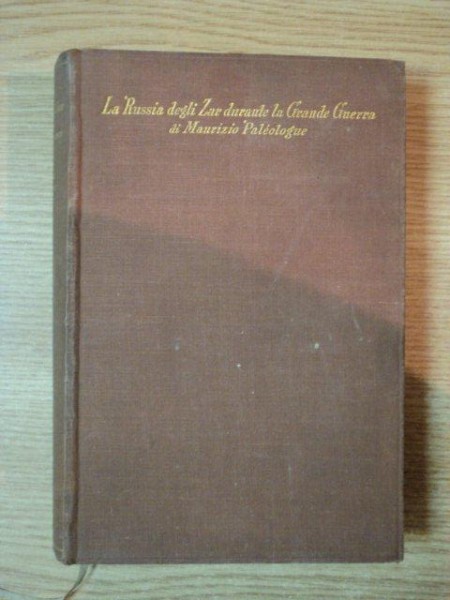 La Russia degli Zar durante la Grande Guerra
di Maurizio Paléologue